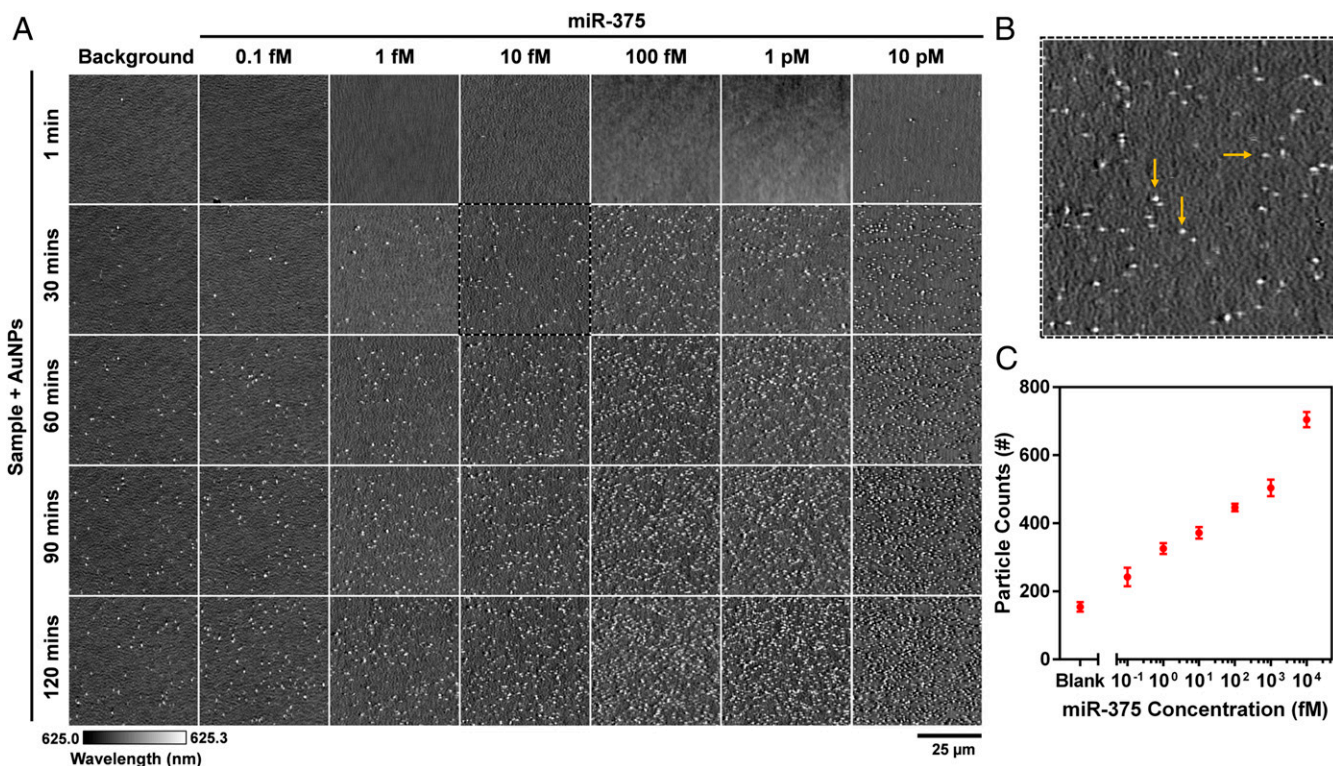 A
miR-375
Background 0.1 fM 1 fM 10 fM 100 fM 1 pM 10 pM
Sample + AuNPs
1 min
30 mins
60 mins
90 mins
120 mins
625.0 625.3
Wavelength (nm)
25 µm
B
C
Particle Counts (#)
800
600
400
200
0
Blank 10⁻¹ 10⁰ 10¹ 10² 10³ 10⁴
miR-375 Concentration (fM)